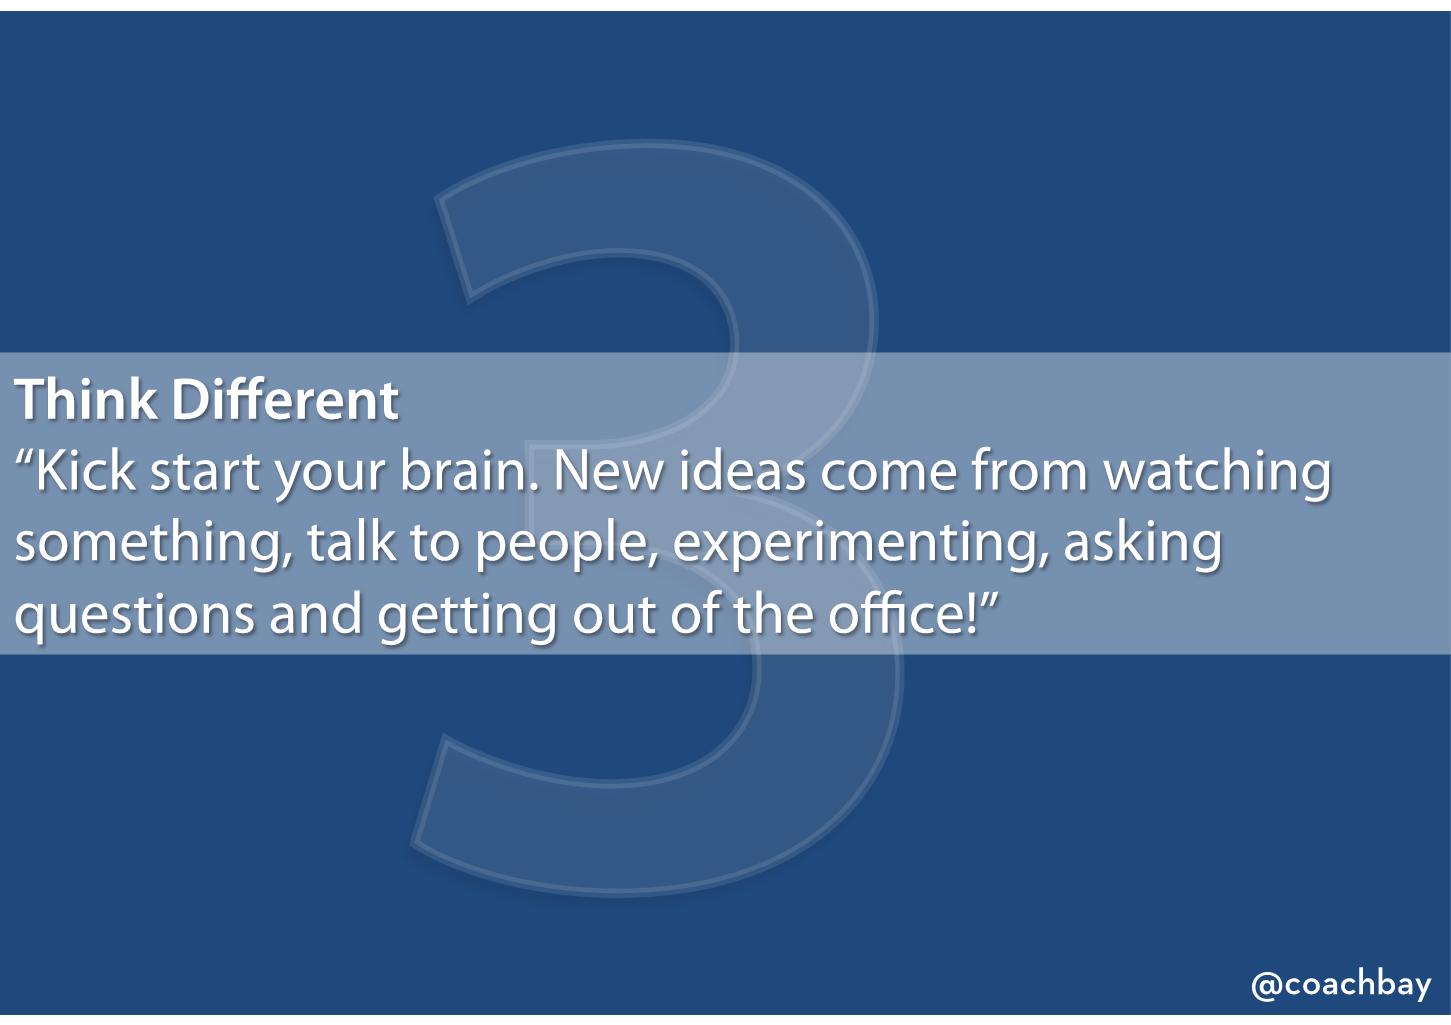 3
Think Different
“Kick start your brain. New ideas come from watching
something, talk to people, experimenting, asking
questions and getting out of the office!”
@coachbay